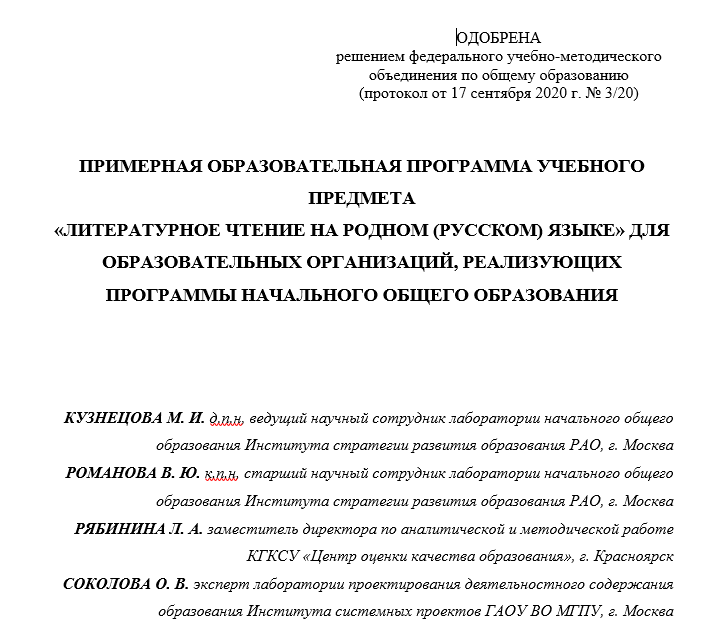 ОДОБРЕНА
решением федерального учебно-методического
объединения по общему образованию
(протокол от 17 сентября 2020 г. № 3/20)
ПРИМЕРНАЯ ОБРАЗОВАТЕЛЬНАЯ ПРОГРАММА УЧЕБНОГО
ПРЕДМЕТА
«ЛИТЕРАТУРНОЕ ЧТЕНИЕ НА РОДНОМ (РУССКОМ) ЯЗЫКЕ» ДЛЯ
ОБРАЗОВАТЕЛЬНЫХ ОРГАНИЗАЦИЙ, РЕАЛИЗУЮЩИХ
ПРОГРАММЫ НАЧАЛЬНОГО ОБЩЕГО ОБРАЗОВАНИЯ
КУЗНЕЦОВА М. И. д.п.н, ведущий научный сотрудник лаборатории начального общего
образования Института стратегии развития образования РАО, г. Москва
РОМАНОВА В. Ю. к.п.н, старший научный сотрудник лаборатории начального общего
образования Института стратегии развития образования РАО, г. Москва
РЯБИНИНА Л. А. заместитель директора по аналитической и методической работе
КГКСУ «Центр оценки качества образования», г. Красноярск
СОКОЛОВА О. В. эксперт лаборатории проектирования деятельностного содержания
образования Института системных проектов ГАОУ ВО МГПУ, г. Москва